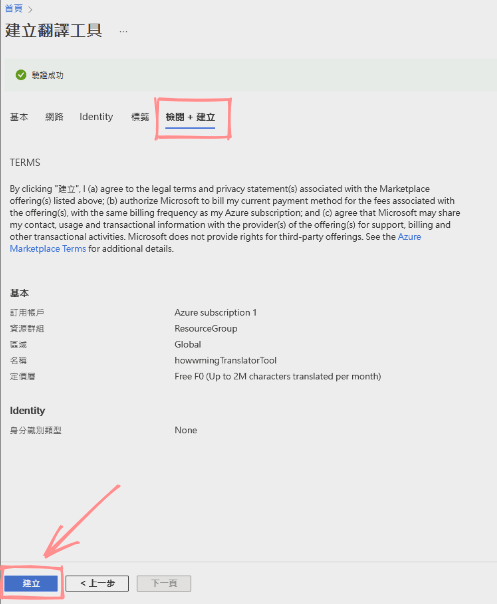 首頁 >
建立翻譯工具 ...
驗證成功
基本 網路 Identity 標籤 檢閱 + 建立
TERMS
By clicking "建立", I (a) agree to the legal terms and privacy statement(s) associated with the Marketplace
offering(s) listed above; (b) authorize Microsoft to bill my current payment method for the fees associated with
the offering(s), with the same billing frequency as my Azure subscription; and (c) agree that Microsoft may share
my contact, usage and transactional information with the provider(s) of the offering(s) for support, billing and
other transactional activities. Microsoft does not provide rights for third-party offerings. See the Azure
Marketplace Terms for additional details.
基本
訂用帳戶 Azure subscription 1
資源群組 ResourceGroup
區域 Global
名稱 howwmingTranslatorTool
定價層 Free F0 (Up to 2M characters translated per month)
Identity
身分識別類型 None
建立 < 上一步 下一頁